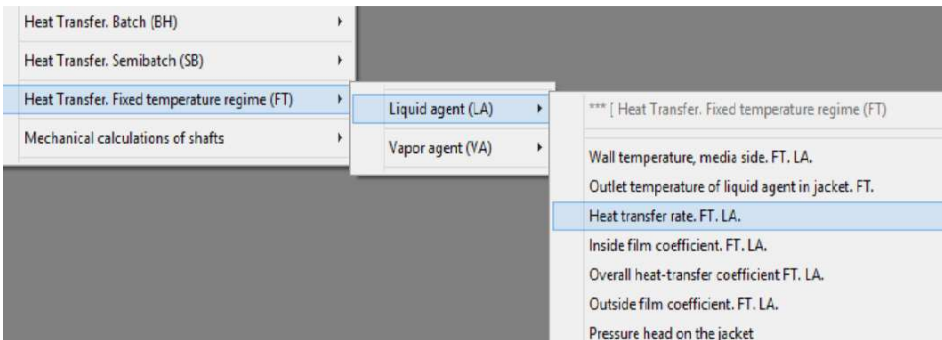 Heat Transfer. Batch (BH)
Heat Transfer. Semibatch (SB)
Heat Transfer. Fixed temperature regime (FT)
Mechanical calculations of shafts
Liquid agent (LA)
Vapor agent (VA)
*** [ Heat Transfer. Fixed temperature regime (FT)
Wall temperature, media side. FT. LA.
Outlet temperature of liquid agent in jacket. FT.
Heat transfer rate. FT. LA.
Inside film coefficient. FT. LA.
Overall heat-transfer coefficient FT. LA.
Outside film coefficient. FT. LA.
Pressure head on the jacket